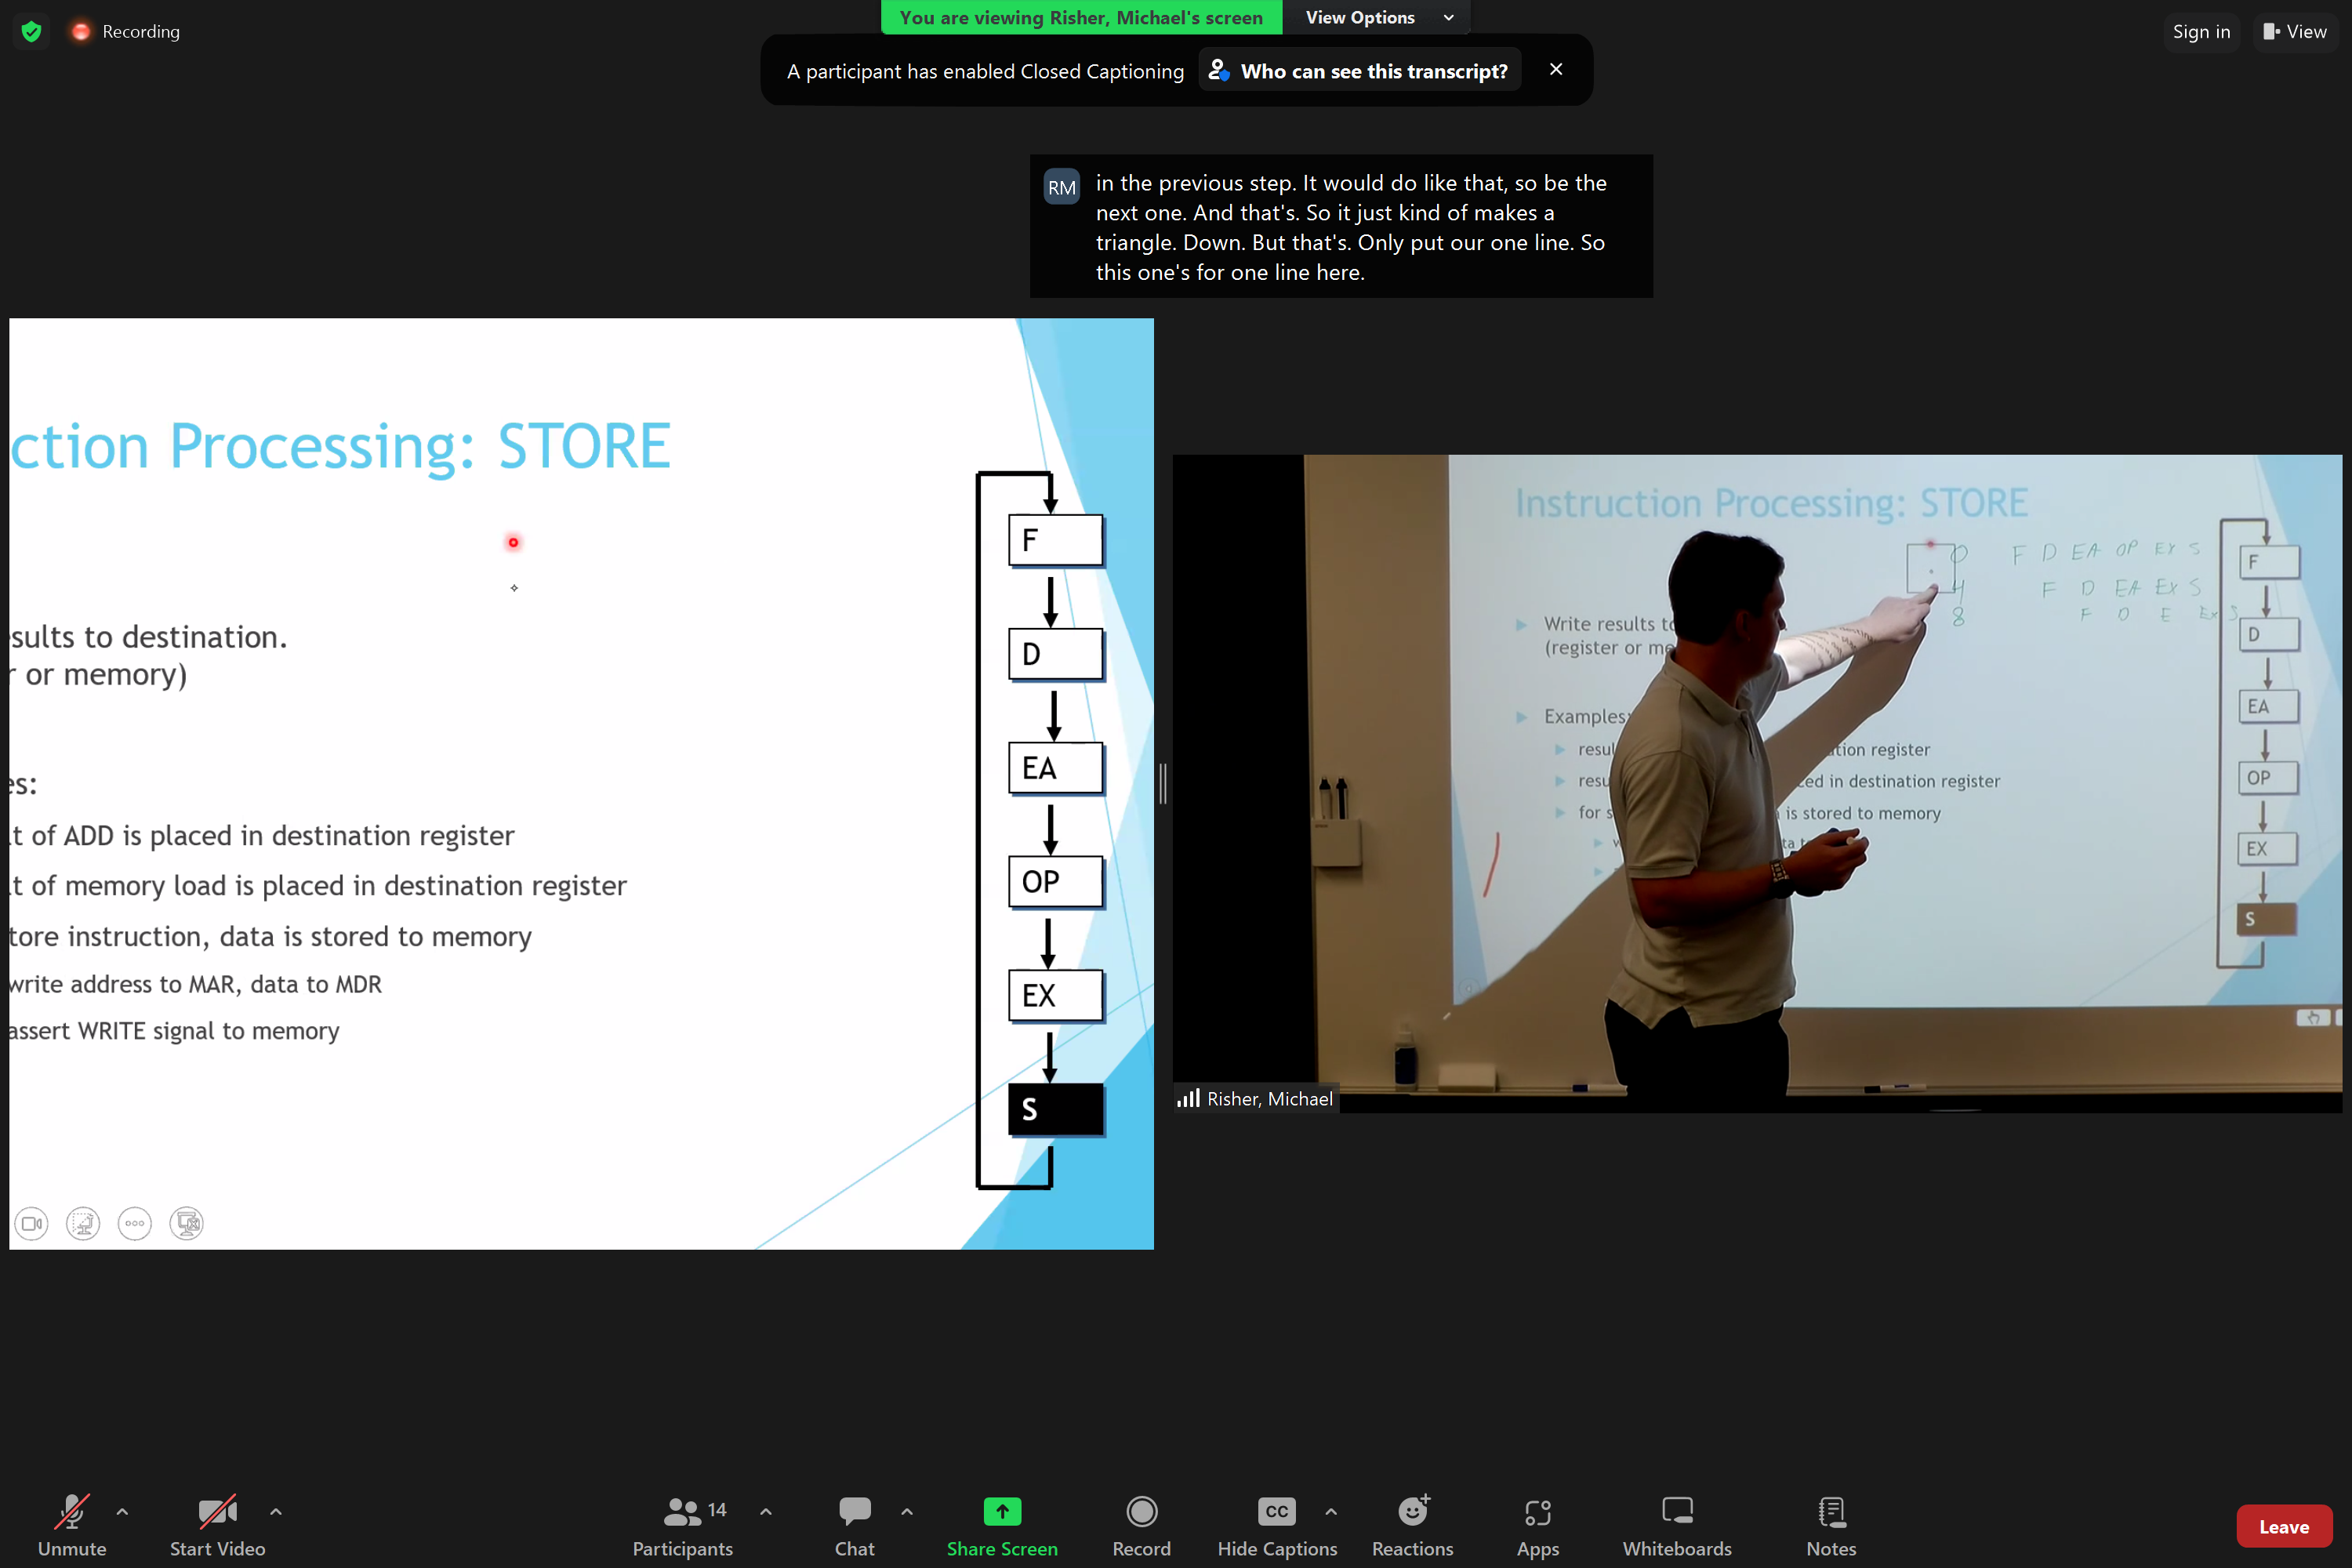 Recording
You are viewing Risher, Michael's screen
View Options
Sign in
View
A participant has enabled Closed Captioning
Who can see this transcript?
RM
in the previous step. It would do like that, so be the
next one. And that's. So it just kind of makes a
triangle. Down. But that's. Only put our one line. So
this one's for one line here.
ction Processing: STORE
sults to destination.
r or memory)
es:
lt of ADD is placed in destination register
lt of memory load is placed in destination register
tore instruction, data is stored to memory
write address to MAR, data to MDR
assert WRITE signal to memory
F
D
EA
OP
EX
S
Instruction Processing: STORE
0 F D EA OP EX S
4 F D EA EX S
8 F D E EX S
Write results to
(register or me
Examples:
resul tion register
resu ed in destination register
for s is stored to memory
F
D
EA
OP
EX
S
Risher, Michael
Unmute
Start Video
14
Participants
Chat
Share Screen
Record
CC
Hide Captions
Reactions
Apps
Whiteboards
Notes
Leave